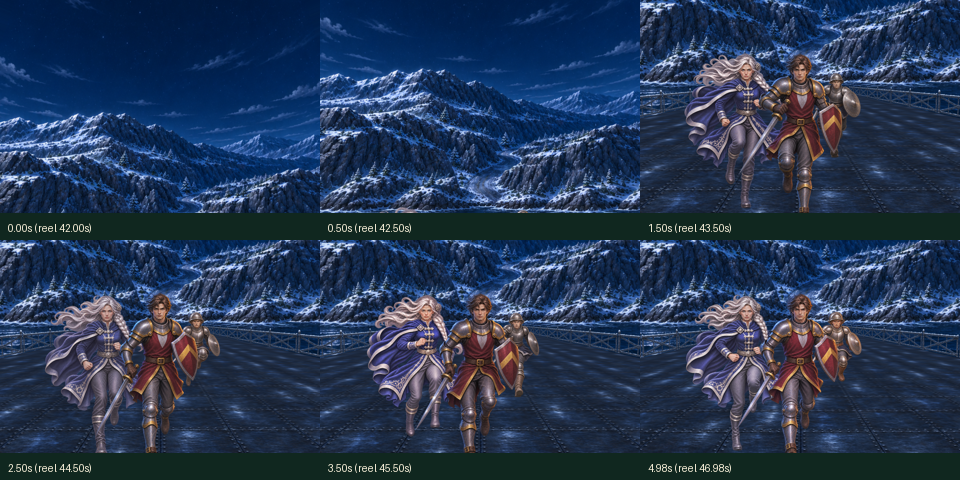 0.00s (reel 42.00s)
0.50s (reel 42.50s)
1.50s (reel 43.50s)
2.50s (reel 44.50s)
3.50s (reel 45.50s)
4.98s (reel 46.98s)